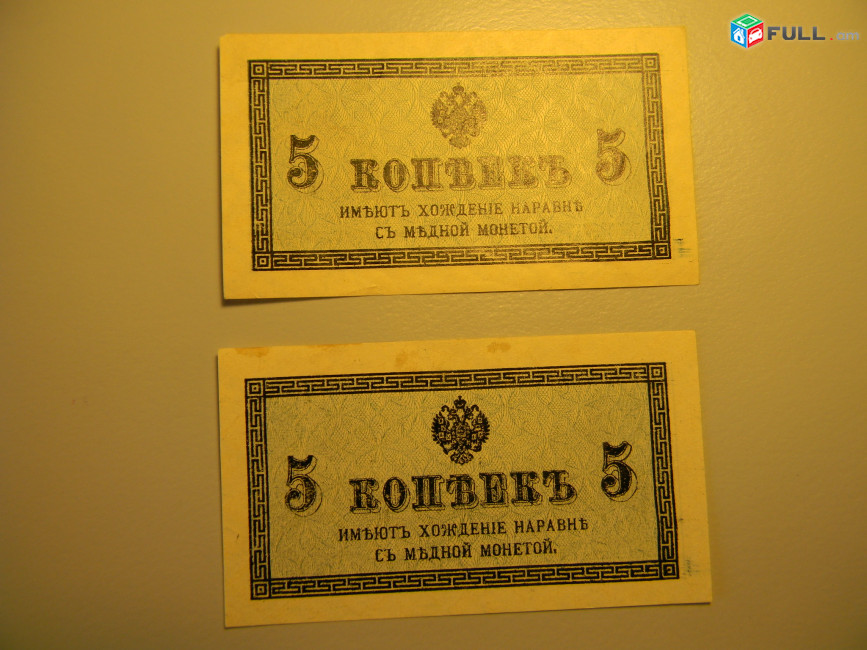 FULL.am
5 КОПѢЕКЪ 5
ИМѢЮТЪ ХОЖДЕНІЕ НАРАВНѢ
СЪ МѢДНОЙ МОНЕТОЙ.
5 КОПѢЕКЪ 5
ИМѢЮТЪ ХОЖДЕНІЕ НАРАВНѢ
СЪ МѢДНОЙ МОНЕТОЙ.